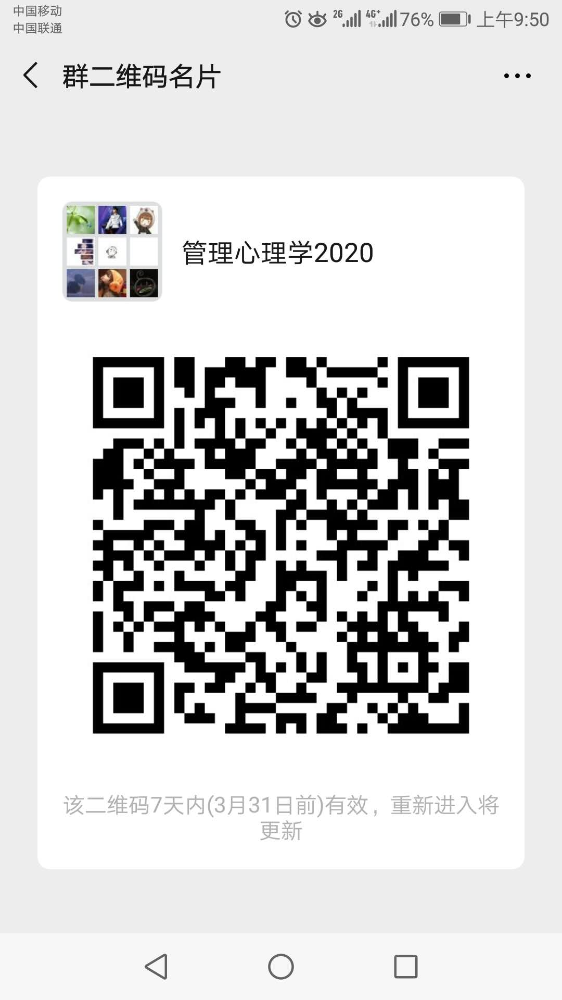 中国移动
中国联通
2G 4G+ 76% 上午9:50
群二维码名片
管理心理学2020
该二维码7天内(3月31日前)有效，重新进入将
更新